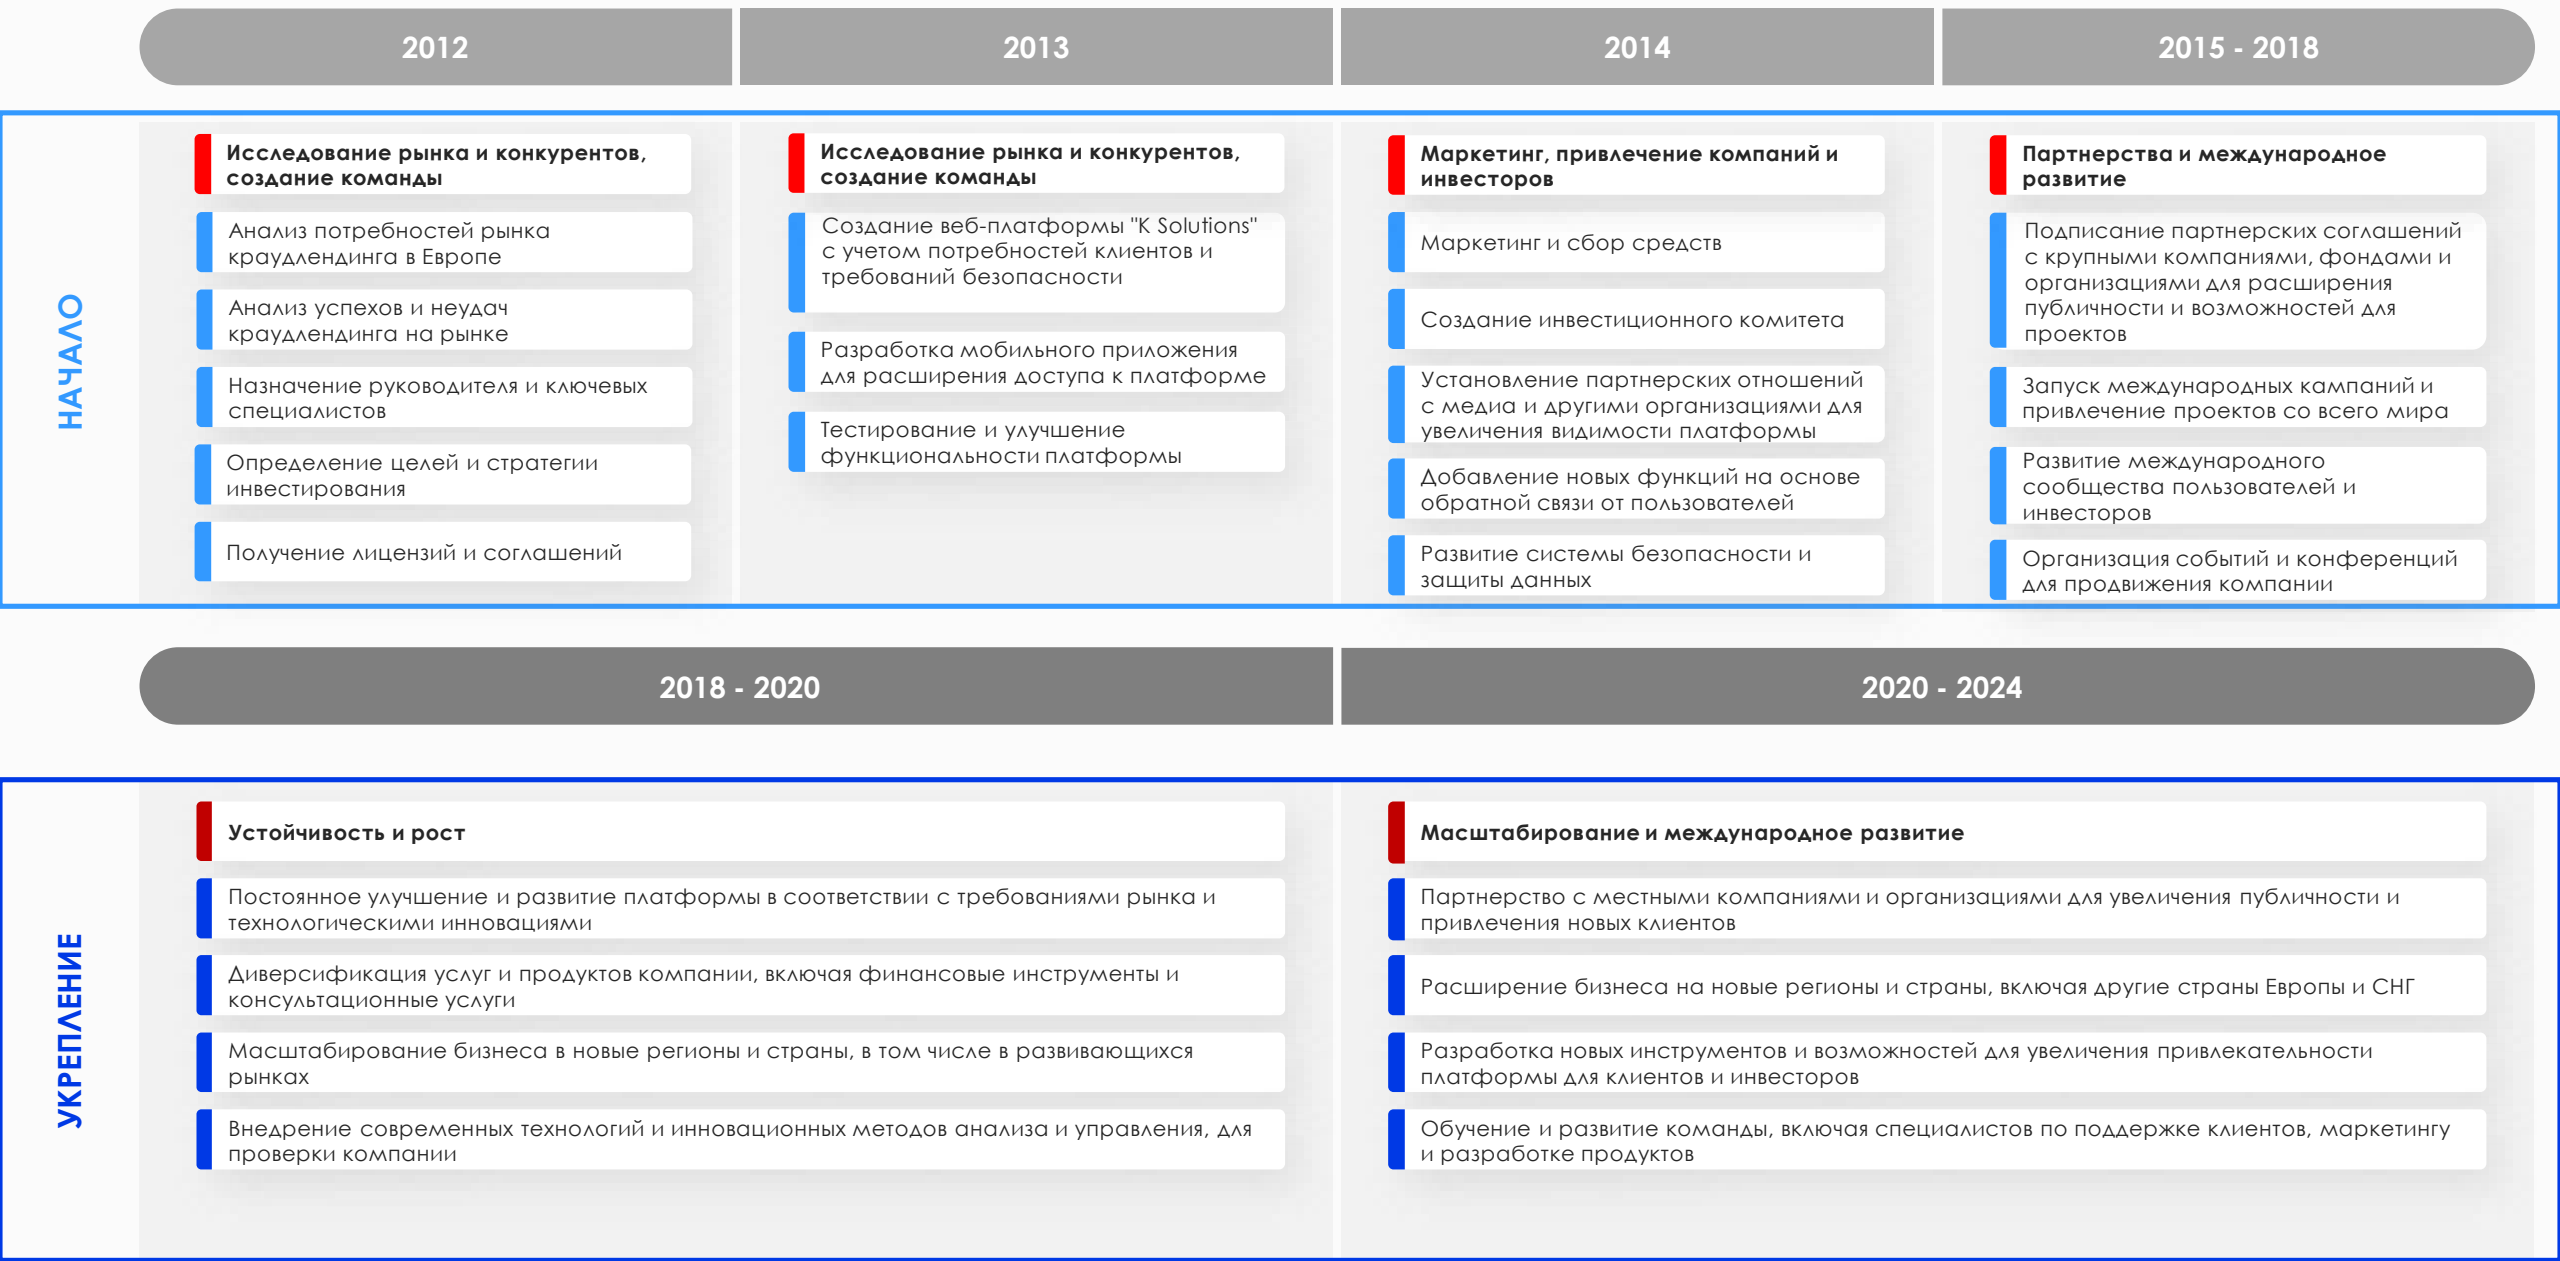 2012
2013
2014
2015 - 2018
НАЧАЛО
Исследование рынка и конкурентов,
создание команды
Анализ потребностей рынка
краудлендинга в Европе
Анализ успехов и неудач
краудлендинга на рынке
Назначение руководителя и ключевых
специалистов
Определение целей и стратегии
инвестирования
Получение лицензий и соглашений
Исследование рынка и конкурентов,
создание команды
Создание веб-платформы "K Solutions"
с учетом потребностей клиентов и
требований безопасности
Разработка мобильного приложения
для расширения доступа к платформе
Тестирование и улучшение
функциональности платформы
Маркетинг, привлечение компаний и
инвесторов
Маркетинг и сбор средств
Создание инвестиционного комитета
Установление партнерских отношений
с медиа и другими организациями для
увеличения видимости платформы
Добавление новых функций на основе
обратной связи от пользователей
Развитие системы безопасности и
защиты данных
Партнерства и международное
развитие
Подписание партнерских соглашений
с крупными компаниями, фондами и
организациями для расширения
публичности и возможностей для
проектов
Запуск международных кампаний и
привлечение проектов со всего мира
Развитие международного
сообщества пользователей и
инвесторов
Организация событий и конференций
для продвижения компании
2018 - 2020
2020 - 2024
УКРЕПЛЕНИЕ
Устойчивость и рост
Постоянное улучшение и развитие платформы в соответствии с требованиями рынка и
технологическими инновациями
Диверсификация услуг и продуктов компании, включая финансовые инструменты и
консультационные услуги
Масштабирование бизнеса в новые регионы и страны, в том числе в развивающихся
рынках
Внедрение современных технологий и инновационных методов анализа и управления, для
проверки компании
Масштабирование и международное развитие
Партнерство с местными компаниями и организациями для увеличения публичности и
привлечения новых клиентов
Расширение бизнеса на новые регионы и страны, включая другие страны Европы и СНГ
Разработка новых инструментов и возможностей для увеличения привлекательности
платформы для клиентов и инвесторов
Обучение и развитие команды, включая специалистов по поддержке клиентов, маркетингу
и разработке продуктов